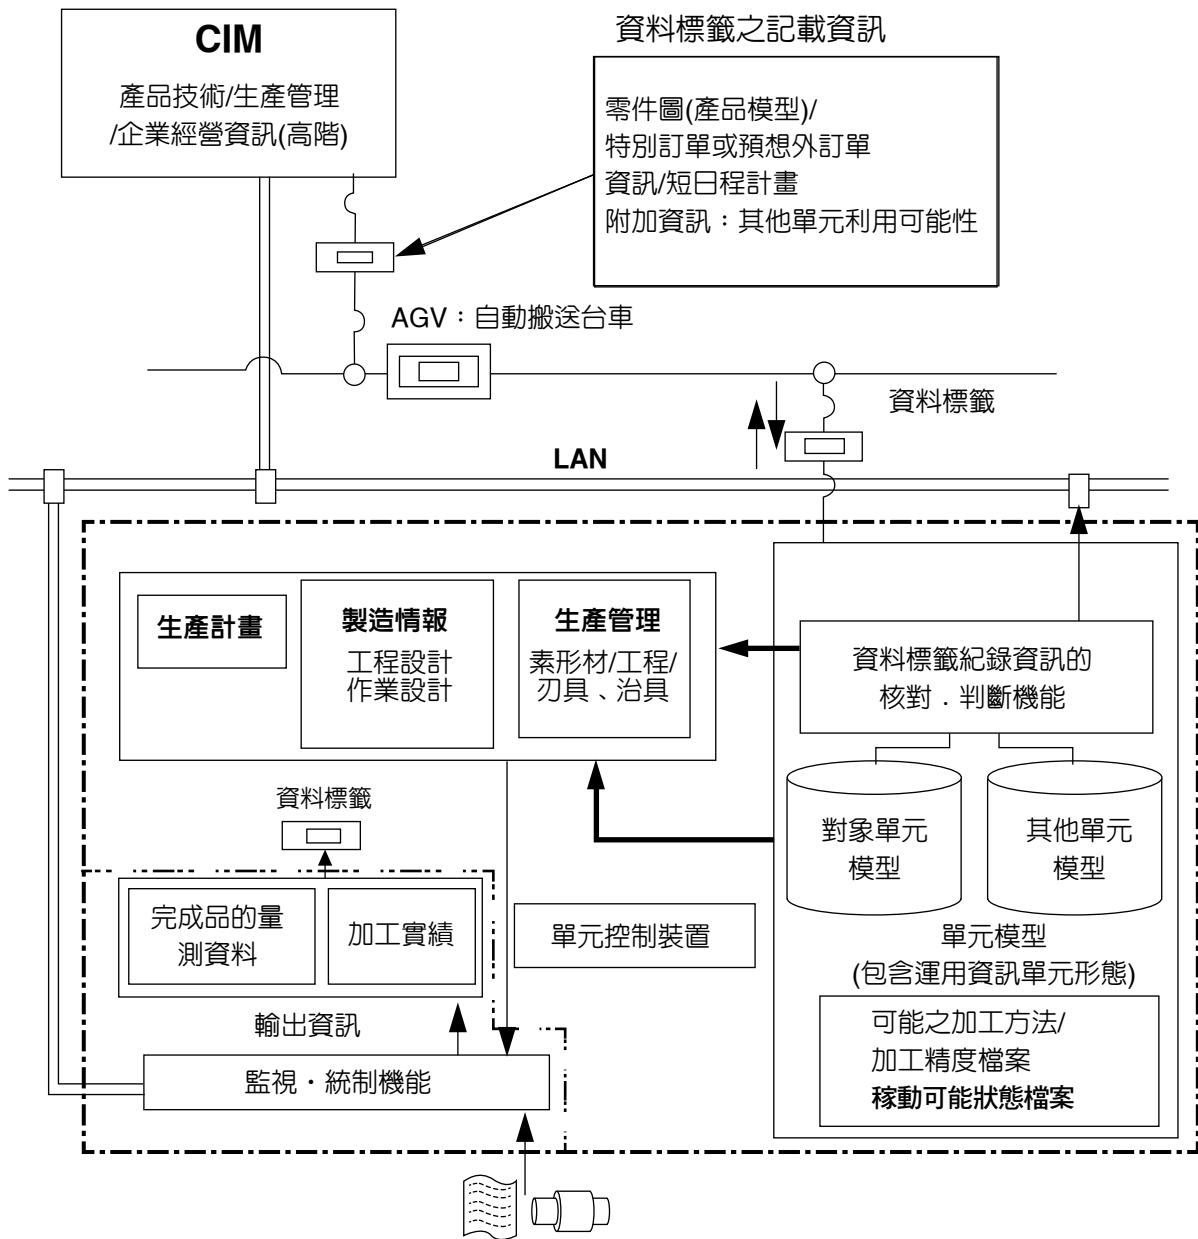 CIM
產品技術/生產管理
/企業經營資訊(高階)
資料標籤之記載資訊
零件圖(產品模型)/
特別訂單或預想外訂單
資訊/短日程計畫
附加資訊：其他單元利用可能性
AGV：自動搬送台車
資料標籤
LAN
生產計畫
製造情報
工程設計
作業設計
生產管理
素形材/工程/
刃具、治具
資料標籤紀錄資訊的
核對．判斷機能
對象單元
模型
其他單元
模型
單元模型
(包含運用資訊單元形態)
可能之加工方法/
加工精度檔案
稼動可能狀態檔案
資料標籤
完成品的量
測資料
加工實績
單元控制裝置
輸出資訊
監視・統制機能